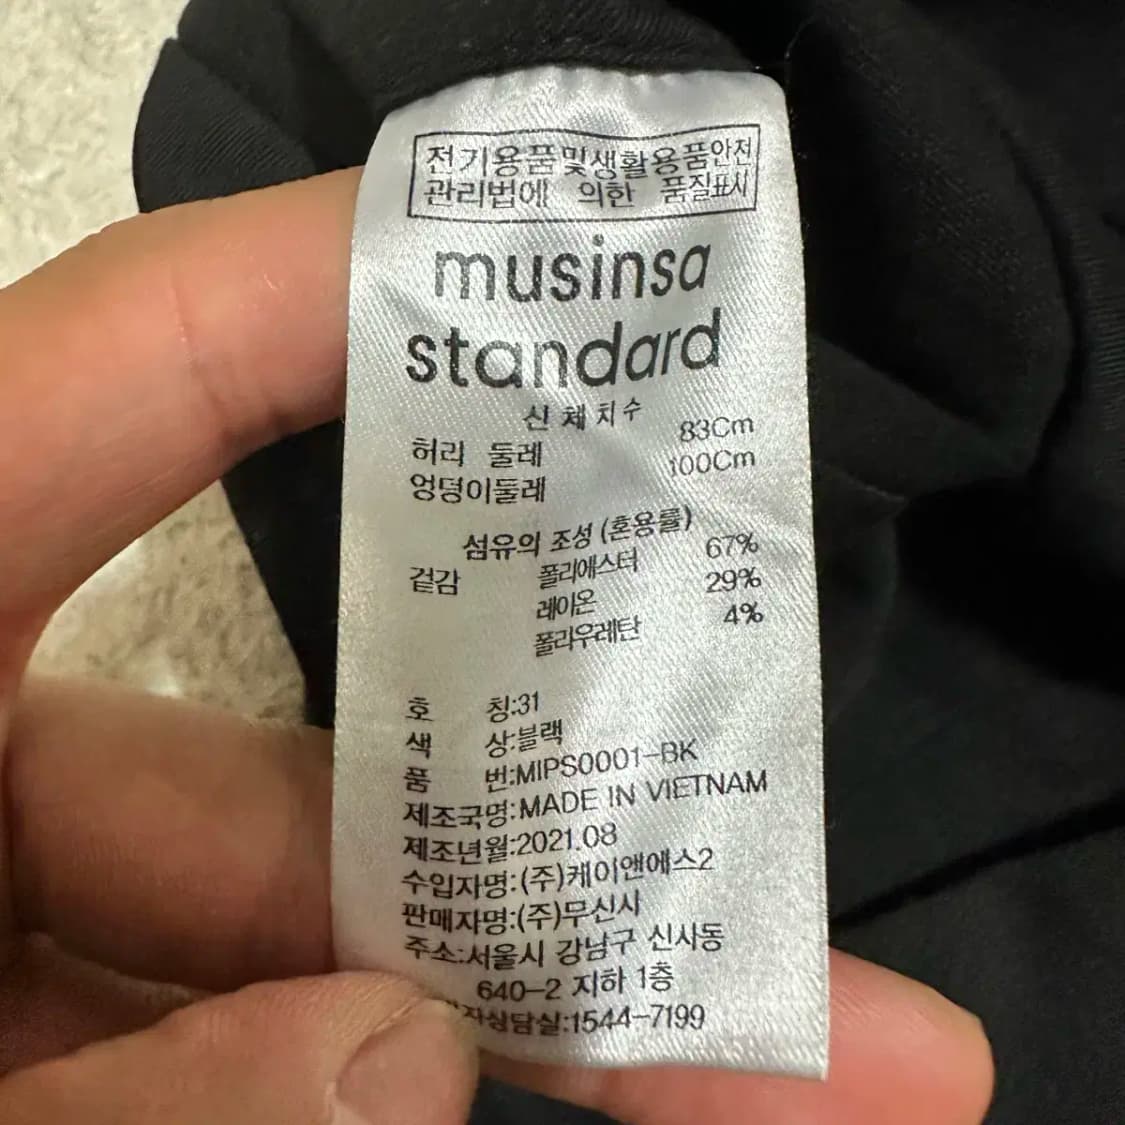 전기용품및생활용품안전
관리법에 의한 품질표시
musinsa
standard
신체치수
허리 둘레 83Cm
엉덩이둘레 100Cm
섬유의 조성 (혼용률)
겉감 폴리에스터 67%
레이온 29%
폴리우레탄 4%
호 칭:31
색 상:블랙
품 번:MIPS0001-BK
제조국명:MADE IN VIETNAM
제조년월:2021.08
수입자명:(주)케이앤에스2
판매자명:(주)무신사
주소:서울시 강남구 신사동
640-2 지하 1층
자상담실:1544-7199